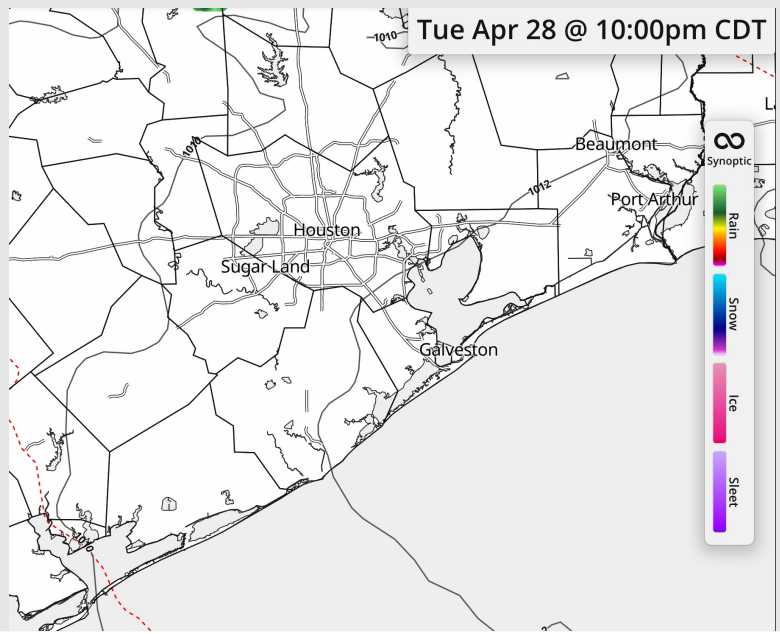 Tue Apr 28 @ 10:00pm CDT
1010
L
Beaumont
Synoptic
1010
1012
Port Arthur
Rain
Houston
Sugar Land
Snow
Galveston
Ice
Sleet
1010